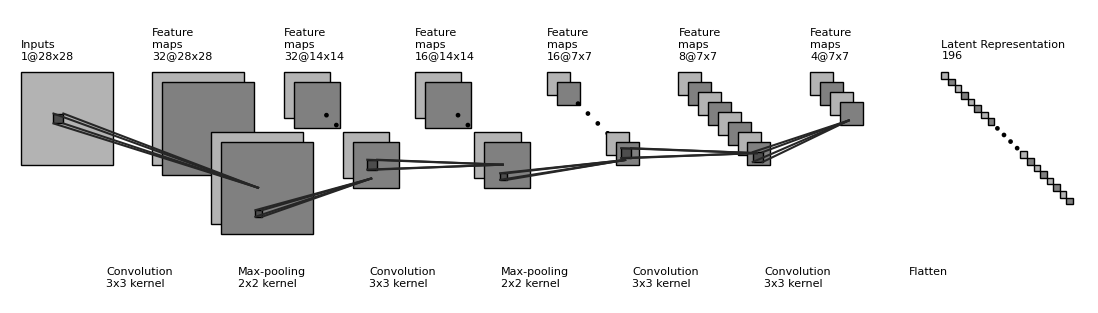 Inputs
1@28x28
Feature
maps
32@28x28
Feature
maps
32@14x14
Feature
maps
16@14x14
Feature
maps
16@7x7
Feature
maps
8@7x7
Feature
maps
4@7x7
Latent Representation
196
Convolution
3x3 kernel
Max-pooling
2x2 kernel
Convolution
3x3 kernel
Max-pooling
2x2 kernel
Convolution
3x3 kernel
Convolution
3x3 kernel
Flatten